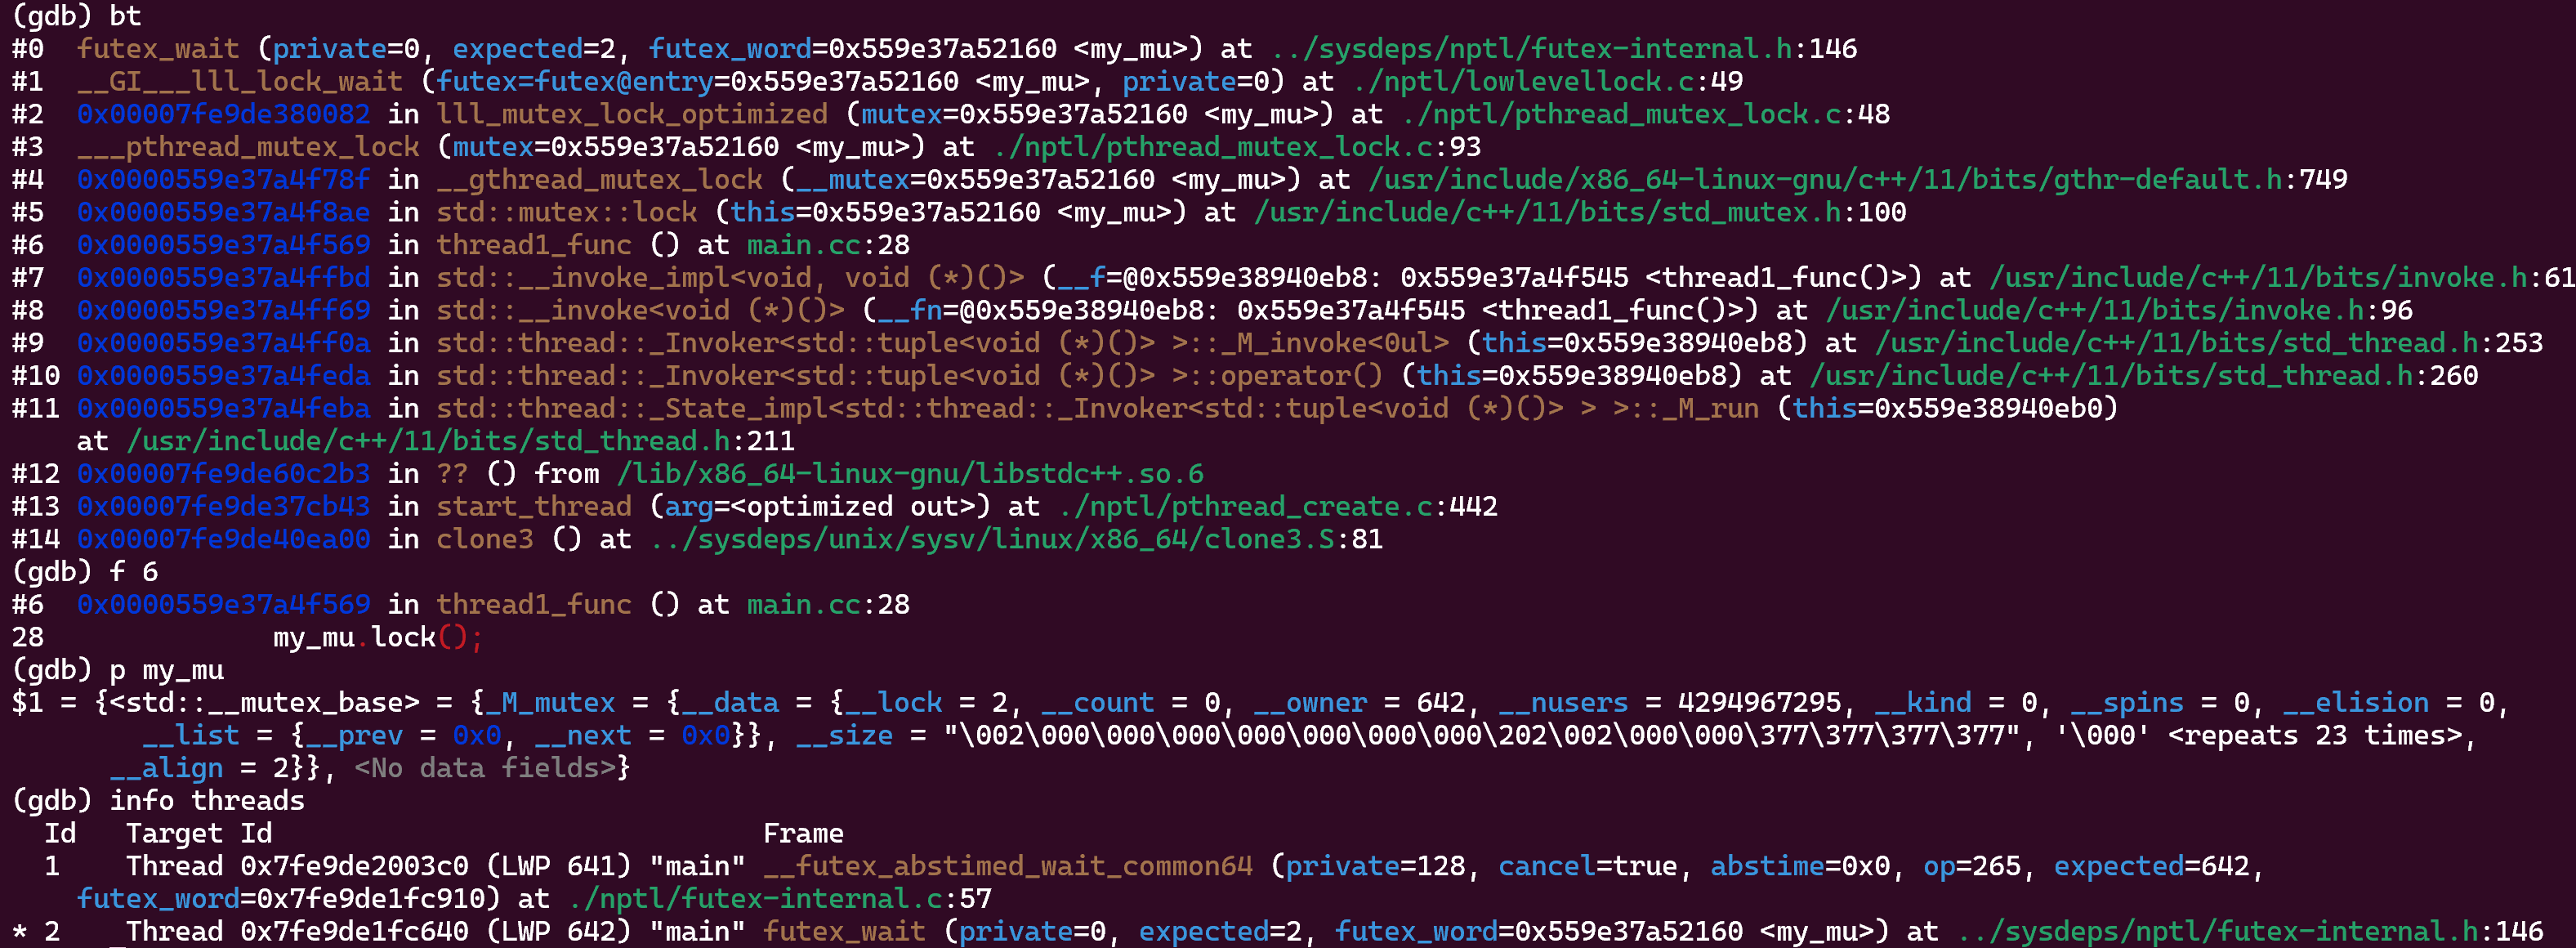 (gdb) bt
#0  futex_wait (private=0, expected=2, futex_word=0x559e37a52160 <my_mu>) at ../sysdeps/nptl/futex-internal.h:146
#1  __GI___lll_lock_wait (futex=futex@entry=0x559e37a52160 <my_mu>, private=0) at ./nptl/lowlevellock.c:49
#2  0x00007fe9de380082 in lll_mutex_lock_optimized (mutex=0x559e37a52160 <my_mu>) at ./nptl/pthread_mutex_lock.c:48
#3  ___pthread_mutex_lock (mutex=0x559e37a52160 <my_mu>) at ./nptl/pthread_mutex_lock.c:93
#4  0x0000559e37a4f78f in __gthread_mutex_lock (__mutex=0x559e37a52160 <my_mu>) at /usr/include/x86_64-linux-gnu/c++/11/bits/gthr-default.h:749
#5  0x0000559e37a4f8ae in std::mutex::lock (this=0x559e37a52160 <my_mu>) at /usr/include/c++/11/bits/std_mutex.h:100
#6  0x0000559e37a4f569 in thread1_func () at main.cc:28
#7  0x0000559e37a4ffbd in std::__invoke_impl<void, void (*)()> (__f=@0x559e38940eb8: 0x559e37a4f545 <thread1_func()>) at /usr/include/c++/11/bits/invoke.h:61
#8  0x0000559e37a4ff69 in std::__invoke<void (*)()> (__fn=@0x559e38940eb8: 0x559e37a4f545 <thread1_func()>) at /usr/include/c++/11/bits/invoke.h:96
#9  0x0000559e37a4ff0a in std::thread::_Invoker<std::tuple<void (*)()> >::_M_invoke<0ul> (this=0x559e38940eb8) at /usr/include/c++/11/bits/std_thread.h:253
#10 0x0000559e37a4feda in std::thread::_Invoker<std::tuple<void (*)()> >::operator() (this=0x559e38940eb8) at /usr/include/c++/11/bits/std_thread.h:260
#11 0x0000559e37a4feba in std::thread::_State_impl<std::thread::_Invoker<std::tuple<void (*)()> > >::_M_run (this=0x559e38940eb0)
    at /usr/include/c++/11/bits/std_thread.h:211
#12 0x00007fe9de60c2b3 in ?? () from /lib/x86_64-linux-gnu/libstdc++.so.6
#13 0x00007fe9de37cb43 in start_thread (arg=<optimized out>) at ./nptl/pthread_create.c:442
#14 0x00007fe9de40ea00 in clone3 () at ../sysdeps/unix/sysv/linux/x86_64/clone3.S:81
(gdb) f 6
#6  0x0000559e37a4f569 in thread1_func () at main.cc:28
28              my_mu.lock();
(gdb) p my_mu
$1 = {<std::__mutex_base> = {_M_mutex = {__data = {__lock = 2, __count = 0, __owner = 642, __nusers = 4294967295, __kind = 0, __spins = 0, __elision = 0,
        __list = {__prev = 0x0, __next = 0x0}}, __size = "\002\000\000\000\000\000\000\000\202\002\000\000\377\377\377\377", '\000' <repeats 23 times>,
      __align = 2}}, <No data fields>}
(gdb) info threads
  Id   Target Id                              Frame
  1    Thread 0x7fe9de2003c0 (LWP 641) "main" __futex_abstimed_wait_common64 (private=128, cancel=true, abstime=0x0, op=265, expected=642,
    futex_word=0x7fe9de1fc910) at ./nptl/futex-internal.c:57
* 2    Thread 0x7fe9de1fc640 (LWP 642) "main" futex_wait (private=0, expected=2, futex_word=0x559e37a52160 <my_mu>) at ../sysdeps/nptl/futex-internal.h:146